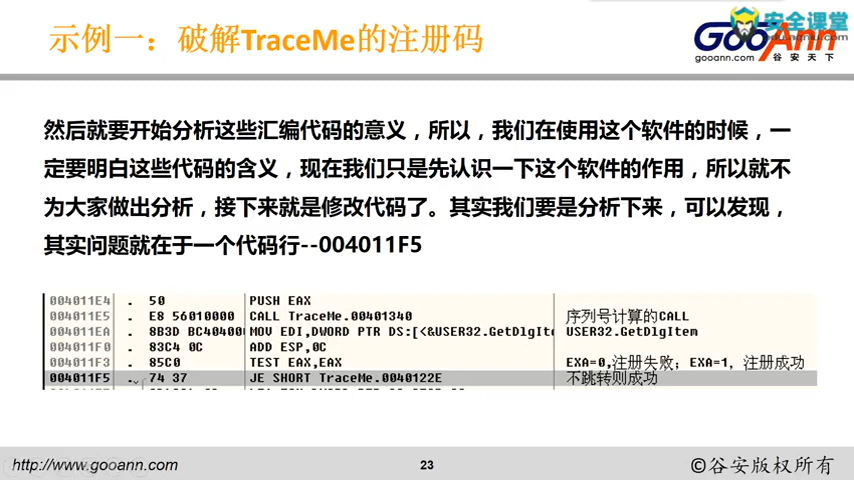 示例一：破解TraceMe的注册码
安全课堂
edu.gooann.com
GooAnn
gooann.com 谷安天下
然后就要开始分析这些汇编代码的意义，所以，我们在使用这个软件的时候，一
定要明白这些代码的含义，现在我们只是先认识一下这个软件的作用，所以就不
为大家做出分析，接下来就是修改代码了。其实我们要是分析下来，可以发现，
其实问题就在于一个代码行--004011F5
004011E4 . 50 PUSH EAX
004011E5 . E8 56010000 CALL TraceMe.00401340 序列号计算的CALL
004011EA . 8B3D BC40400 MOV EDI,DWORD PTR DS:[<&USER32.GetDlgIte USER32.GetDlgItem
004011F0 . 83C4 0C ADD ESP,0C
004011F3 . 85C0 TEST EAX,EAX EXA=0,注册失败；EXA=1，注册成功
004011F5 . 74 37 JE SHORT TraceMe.0040122E 不跳转则成功
http://www.gooann.com 23 ©谷安版权所有